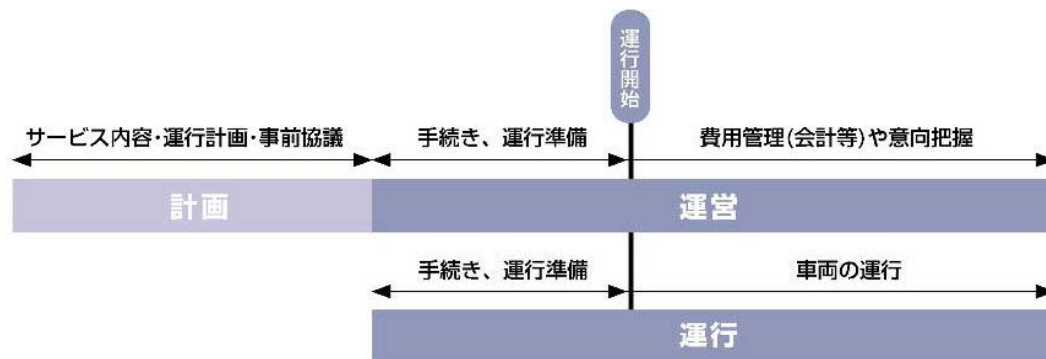 運行開始
サービス内容・運行計画・事前協議
手続き、運行準備
費用管理(会計等)や意向把握
計画
運営
手続き、運行準備
車両の運行
運行